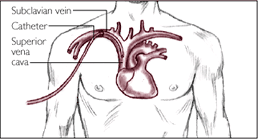 Subclavian vein
Catheter
Superior
vena
cava